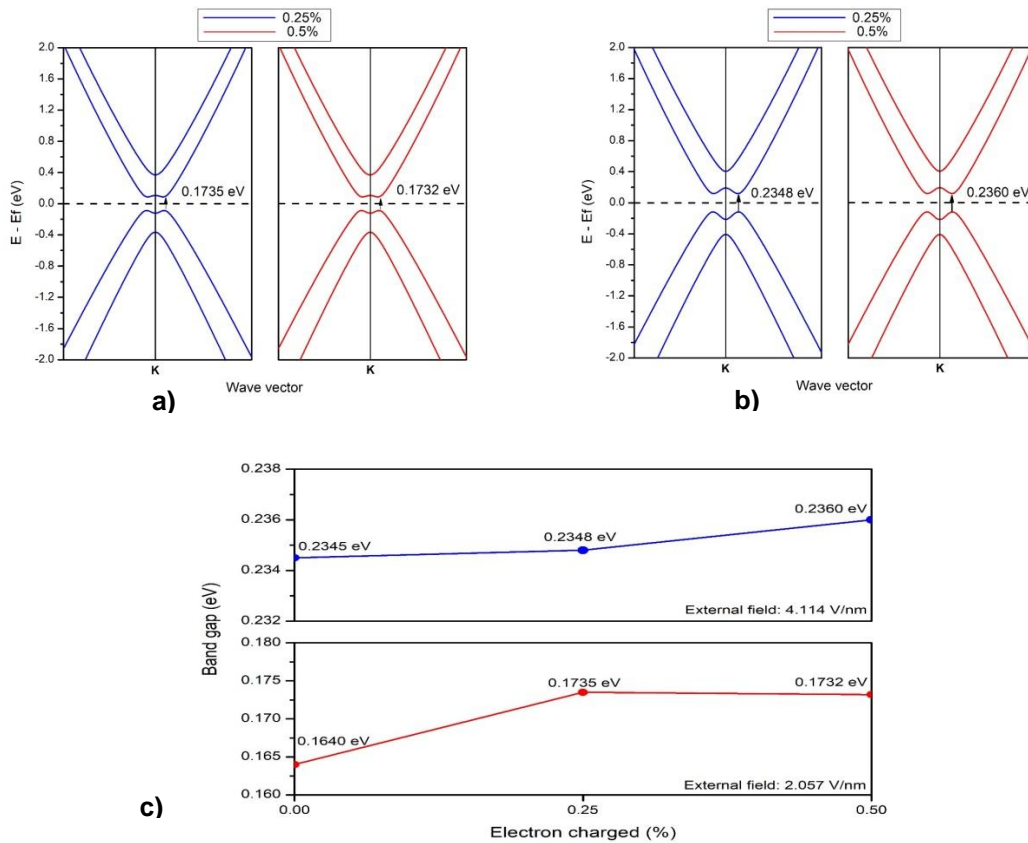 0.25%
0.5%
2.0
1.6
1.2
0.8
0.4
0.0
-0.4
-0.8
-1.2
-1.6
-2.0
E - Ef (eV)
0.1735 eV
0.1732 eV
K
K
Wave vector
a)
0.25%
0.5%
2.0
1.6
1.2
0.8
0.4
0.0
-0.4
-0.8
-1.2
-1.6
-2.0
E - Ef (eV)
0.2348 eV
0.2360 eV
K
K
Wave vector
b)
0.238
0.236
0.234
0.232
0.2345 eV
0.2348 eV
0.2360 eV
External field: 4.114 V/nm
Band gap (eV)
0.180
0.175
0.170
0.165
0.160
0.1640 eV
0.1735 eV
0.1732 eV
External field: 2.057 V/nm
0.00
0.25
0.50
Electron charged (%)
c)